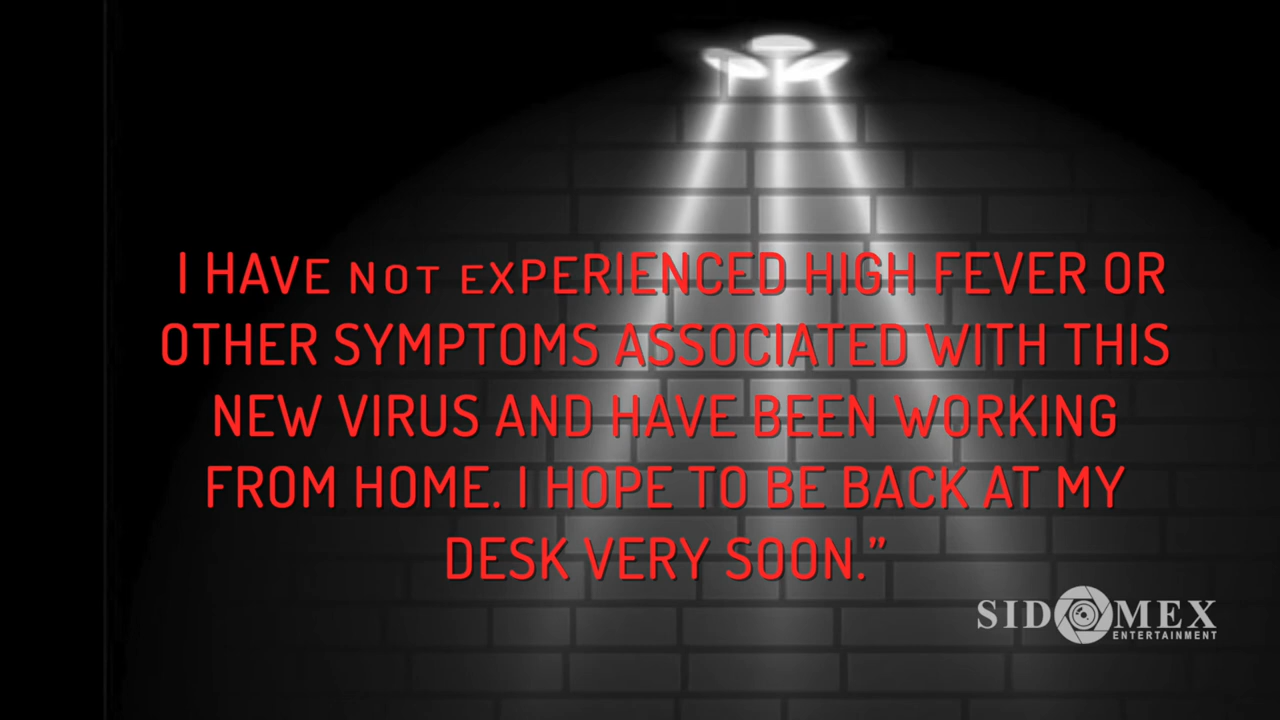 I HAVE NOT EXPERIENCED HIGH FEVER OR
OTHER SYMPTOMS ASSOCIATED WITH THIS
NEW VIRUS AND HAVE BEEN WORKING
FROM HOME. I HOPE TO BE BACK AT MY
DESK VERY SOON.”
SIDOMEX
ENTERTAINMENT